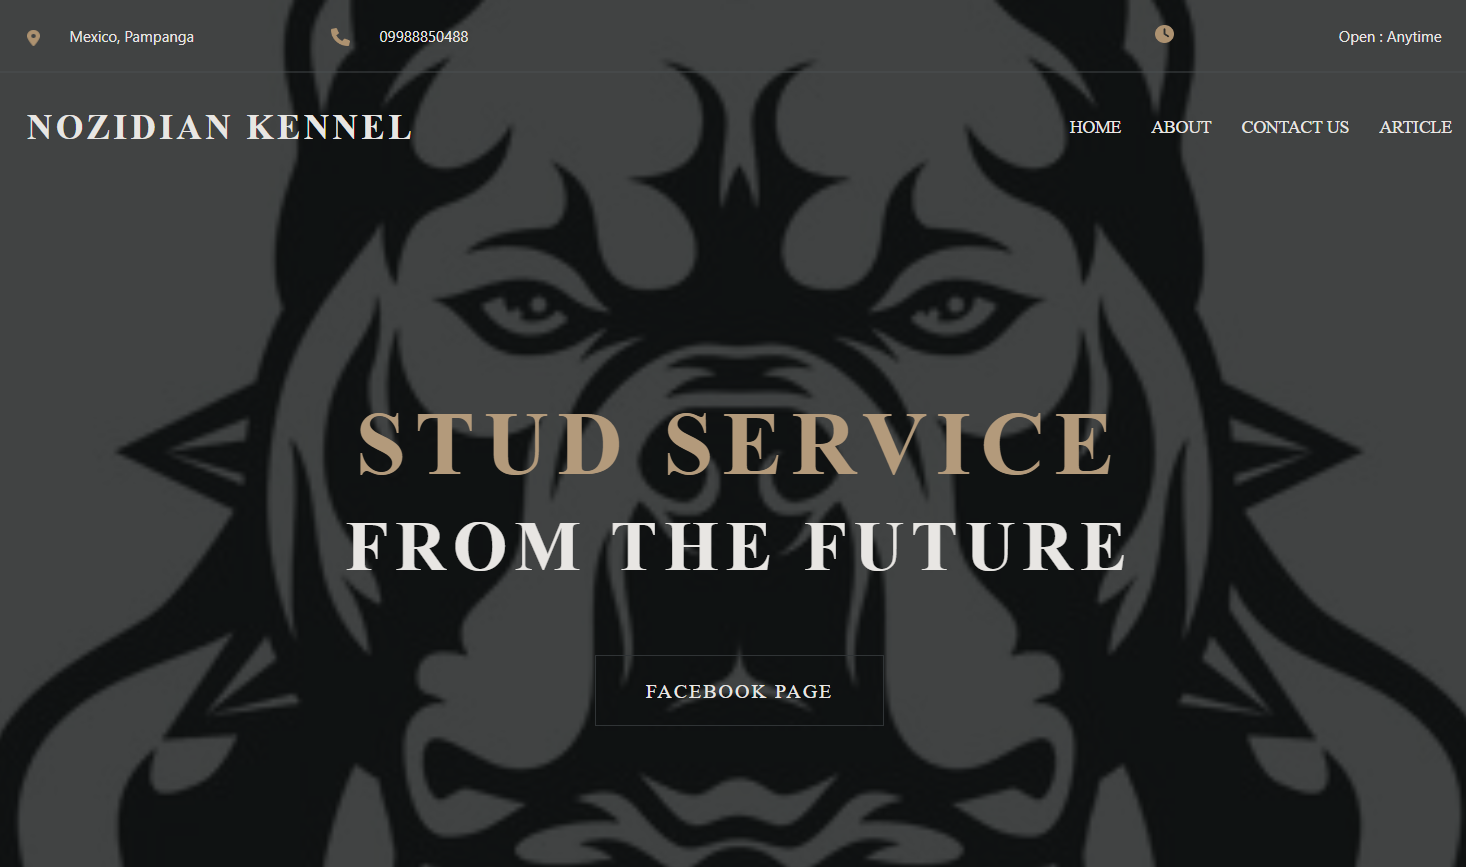 Mexico, Pampanga
09988850488
Open : Anytime
NOZIDIAN KENNEL
HOME
ABOUT
CONTACT US
ARTICLE
STUD SERVICE
FROM THE FUTURE
FACEBOOK PAGE